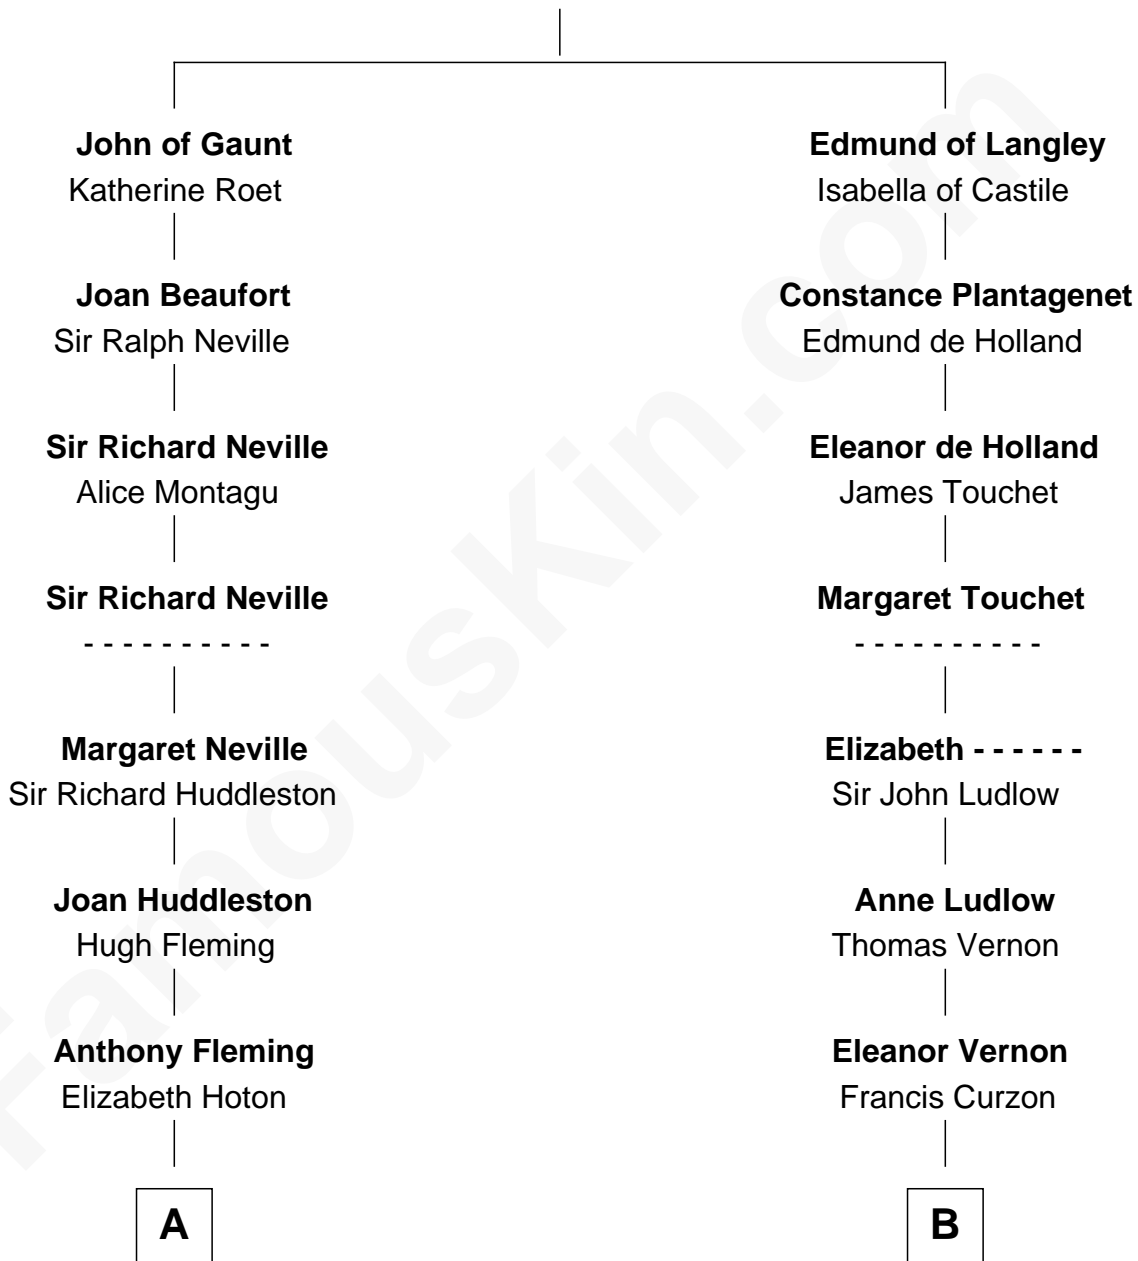 John of Gaunt
Katherine Roet
Edmund of Langley
Isabella of Castile
Joan Beaufort
Sir Ralph Neville
Constance Plantagenet
Edmund de Holland
Sir Richard Neville
Alice Montagu
Eleanor de Holland
James Touchet
Sir Richard Neville
- - - - - - - - - -
Margaret Touchet
- - - - - - - - - -
Margaret Neville
Sir Richard Huddleston
Elizabeth - - - - - -
Sir John Ludlow
Joan Huddleston
Hugh Fleming
Anne Ludlow
Thomas Vernon
Anthony Fleming
Elizabeth Hoton
Eleanor Vernon
Francis Curzon
A
B
FamousKin.com